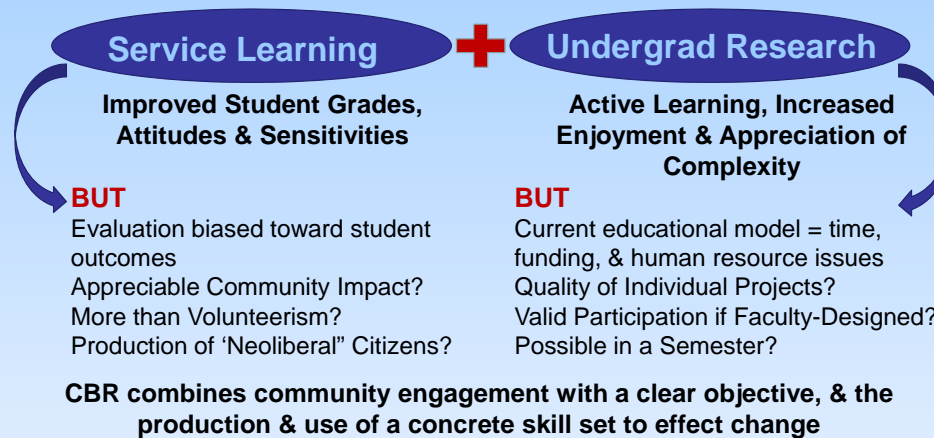 Service Learning
Undergrad Research
Improved Student Grades,
Attitudes & Sensitivities
BUT
Evaluation biased toward student
outcomes
Appreciable Community Impact?
More than Volunteerism?
Production of ‘Neoliberal” Citizens?
Active Learning, Increased
Enjoyment & Appreciation of
Complexity
BUT
Current educational model = time,
funding, & human resource issues
Quality of Individual Projects?
Valid Participation if Faculty-Designed?
Possible in a Semester?
CBR combines community engagement with a clear objective, & the
production & use of a concrete skill set to effect change